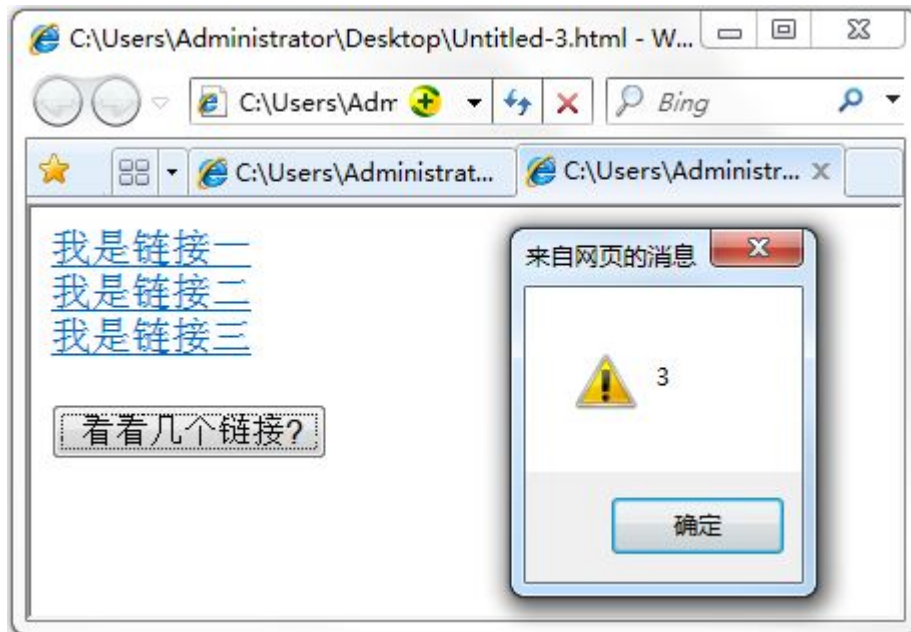 C:\Users\Administrator\Desktop\Untitled-3.html - W...
C:\Users\Adm
Bing
C:\Users\Administrat...
C:\Users\Administr...
我是链接一
我是链接二
我是链接三
看看几个链接?
来自网页的消息
3
确定